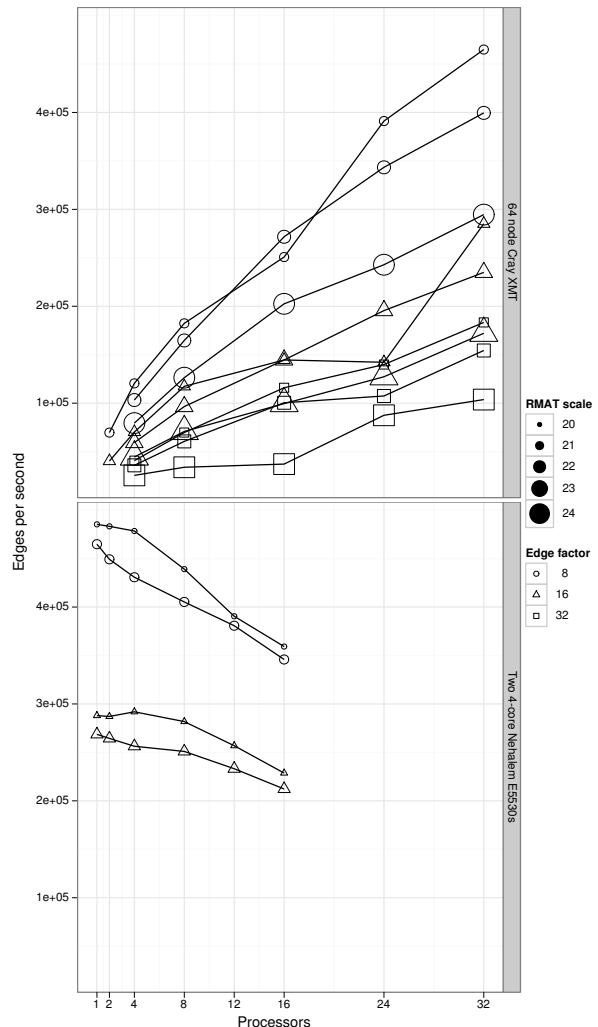 4e+05
3e+05
2e+05
1e+05
64 node Cray XMT
4e+05
3e+05
2e+05
1e+05
Two 4-core Nehalem E5530s
Edges per second
1 2 4 8 12 16 24 32
Processors
RMAT scale
20
21
22
23
24
Edge factor
8
16
32